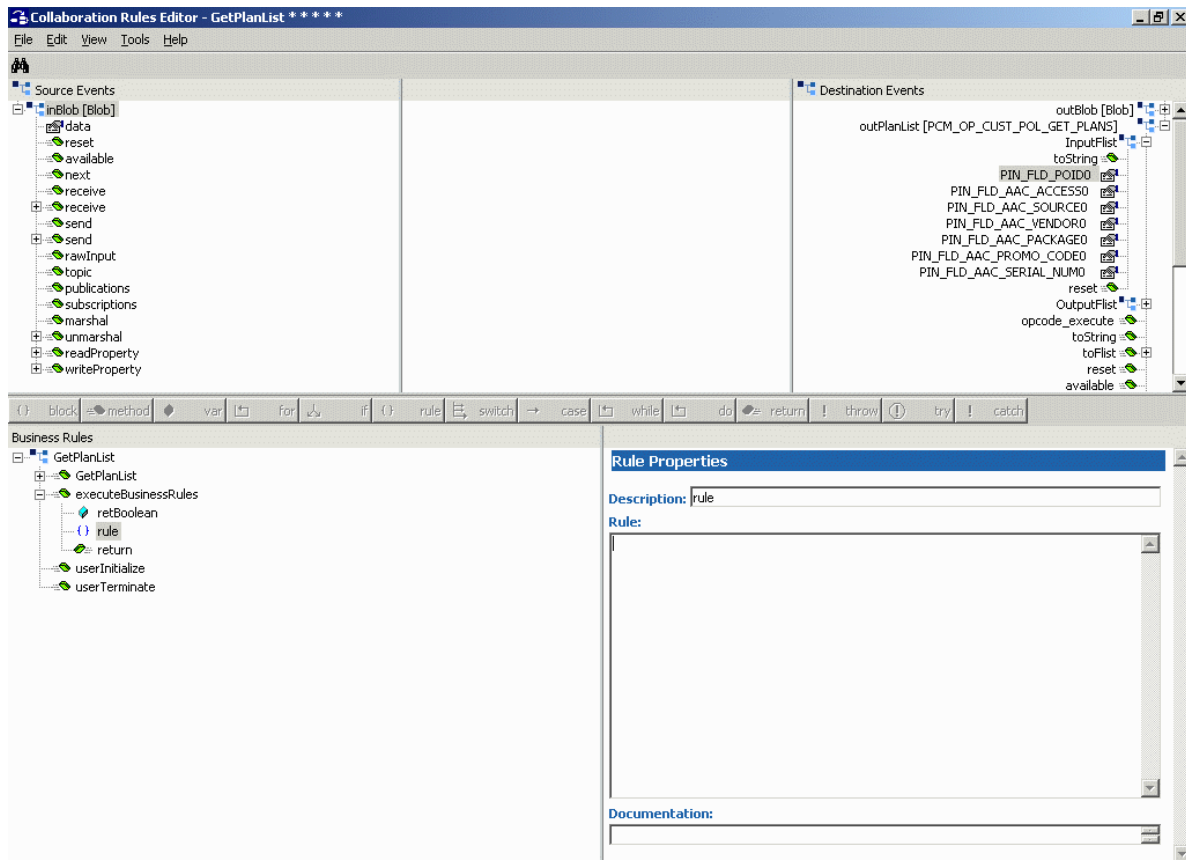 Collaboration Rules Editor - GetPlanList * * * * *
File Edit View Tools Help
Source Events
inBlob [Blob]
data
reset
available
next
receive
receive
send
send
rawInput
topic
publications
subscriptions
marshal
unmarshal
readProperty
writeProperty
Destination Events
outBlob [Blob]
outPlanList [PCM_OP_CUST_POL_GET_PLANS]
InputFlist
toString
PIN_FLD_POID0
PIN_FLD_AAC_ACCESS0
PIN_FLD_AAC_SOURCE0
PIN_FLD_AAC_VENDOR0
PIN_FLD_AAC_PACKAGE0
PIN_FLD_AAC_PROMO_CODE0
PIN_FLD_AAC_SERIAL_NUM0
reset
OutputFlist
opcode_execute
toString
toFlist
reset
available
{} block method var for if {} rule switch → case while do return ! throw try ! catch
Business Rules
GetPlanList
GetPlanList
executeBusinessRules
retBoolean
{} rule
return
userInitialize
userTerminate
Rule Properties
Description: rule
Rule:
Documentation: